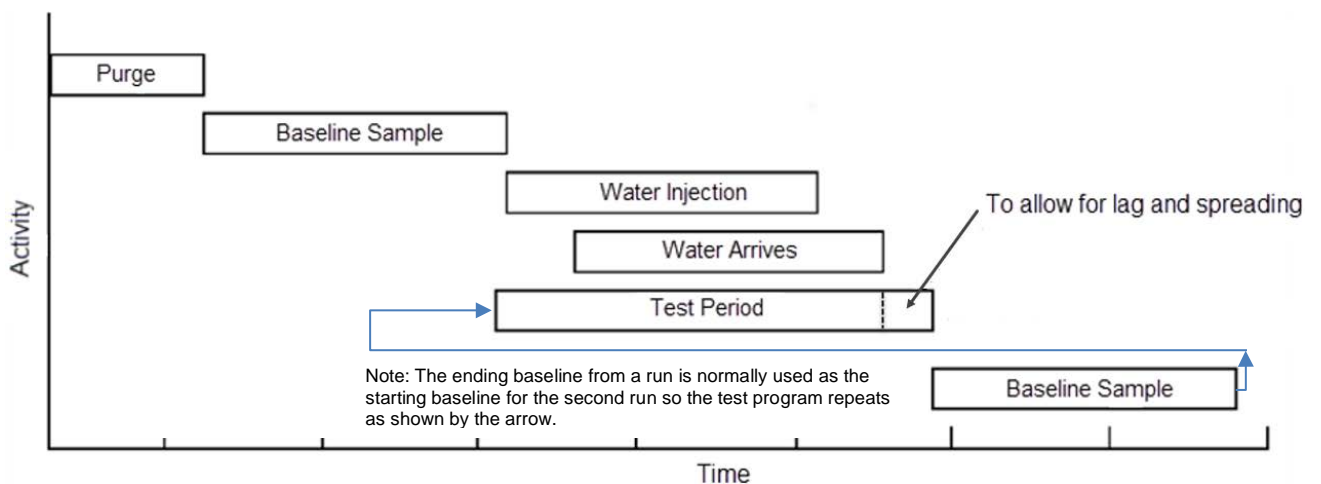 Purge
Baseline Sample
Water Injection
To allow for lag and spreading
Water Arrives
Test Period
Note: The ending baseline from a run is normally used as the
starting baseline for the second run so the test program repeats
as shown by the arrow.
Baseline Sample
Activity
Time